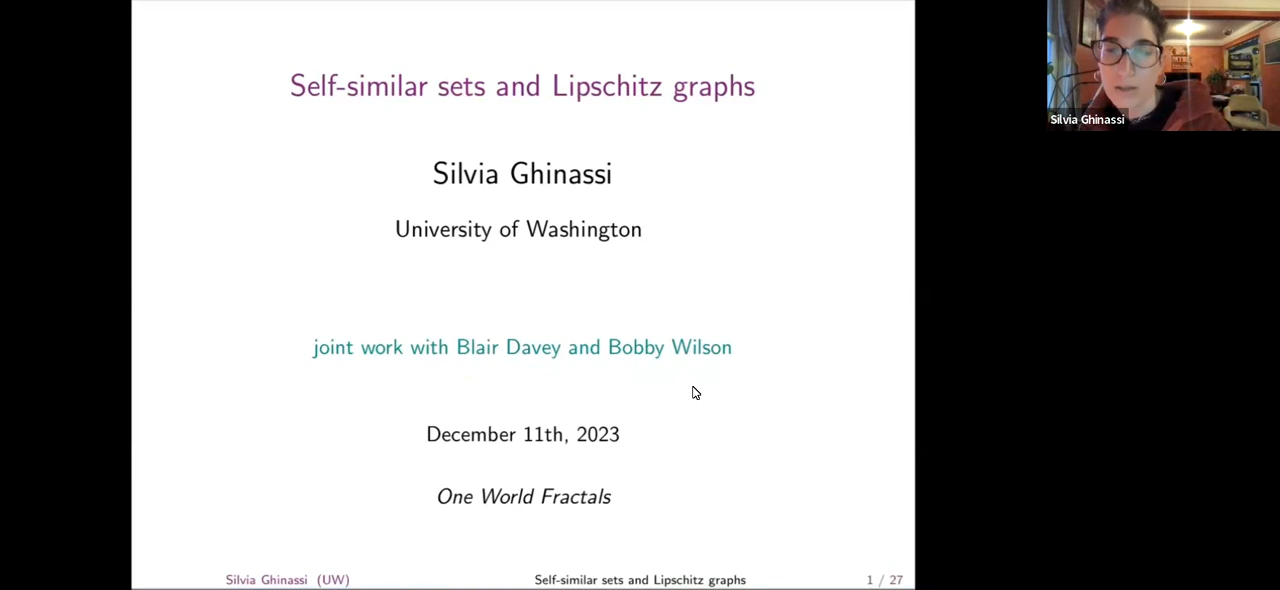 Self-similar sets and Lipschitz graphs
Silvia Ghinassi
University of Washington
joint work with Blair Davey and Bobby Wilson
December 11th, 2023
One World Fractals
Silvia Ghinassi (UW) Self-similar sets and Lipschitz graphs 1 / 27
Silvia Ghinassi